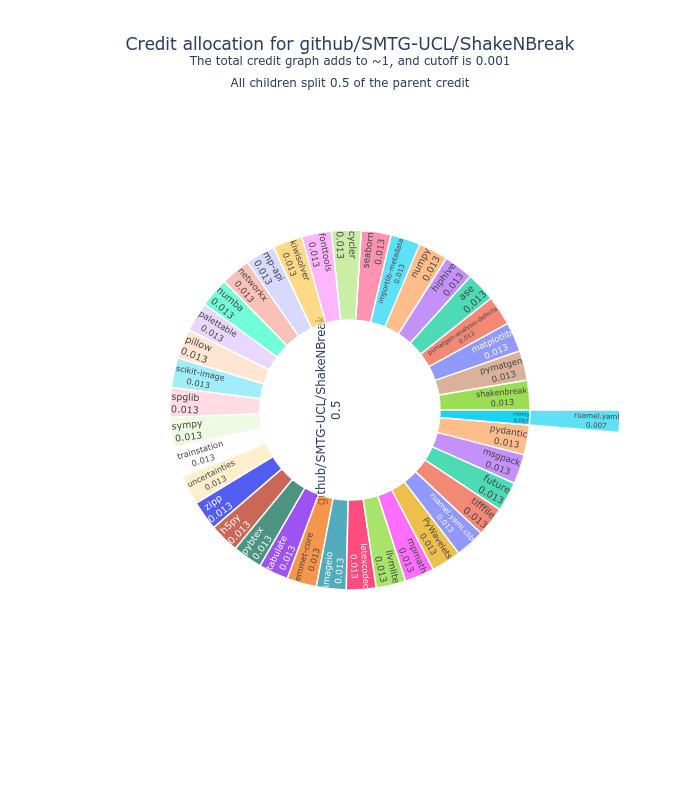 Credit allocation for github/SMTG-UCL/ShakeNBreak
The total credit graph adds to ~1, and cutoff is 0.001
All children split 0.5 of the parent credit
github/SMTG-UCL/ShakeNBreak
0.5
cycler
0.013
seaborn
0.013
importlib-metadata
0.013
numpy
0.013
hiphive
0.013
ase
0.013
pymatgen-analysis-defects
0.013
matplotlib
0.013
pymatgen
0.013
shakenbreak
0.013
monty
0.007
ruamel.yaml
0.007
pydantic
0.013
msgpack
0.013
future
0.013
tifffile
0.013
ruamel.yaml.clib
0.013
PyWavelets
0.013
mpmath
0.013
llvmlite
0.013
latexcodec
0.013
imageio
0.013
emmet-core
0.013
tabulate
0.013
pybtex
0.013
h5py
0.013
zipp
0.013
uncertainties
0.013
trainstation
0.013
sympy
0.013
spglib
0.013
scikit-image
0.013
pillow
0.013
palettable
0.013
numba
0.013
networkx
0.013
mp-api
0.013
kiwisolver
0.013
fonttools
0.013